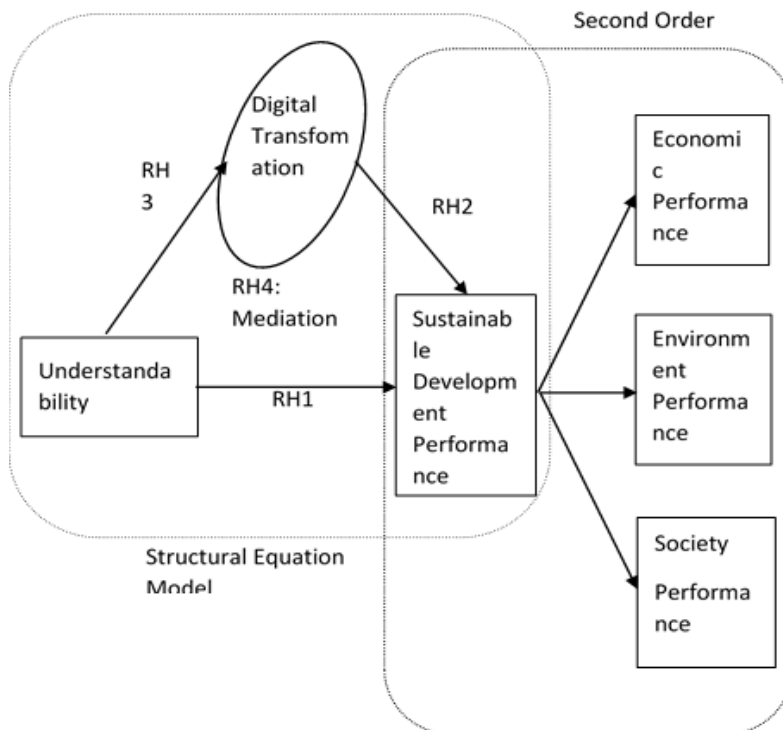 Second Order
Digital
Transfom
ation
RH
3
RH2
RH4:
Mediation
Understanda
bility
RH1
Sustainab
le
Developm
ent
Performa
nce
Economi
c
Performa
nce
Environm
ent
Performa
nce
Society
Performa
nce
Structural Equation
Model